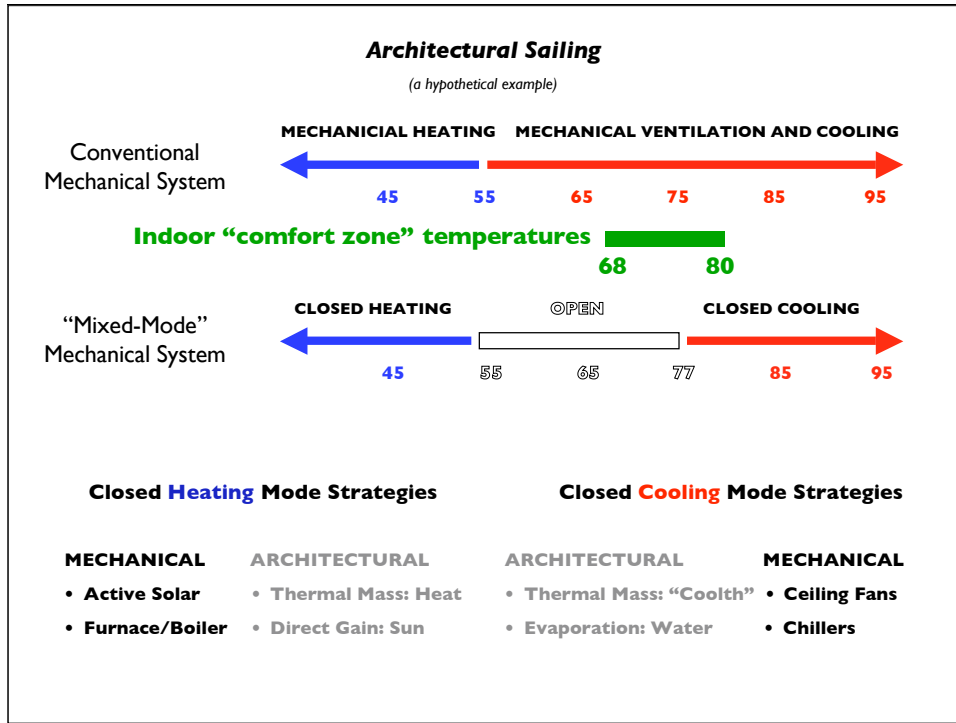 Architectural Sailing
(a hypothetical example)
MECHANICIAL HEATING MECHANICAL VENTILATION AND COOLING
Conventional
Mechanical System
45 55 65 75 85 95
Indoor “comfort zone” temperatures
68 80
CLOSED HEATING OPEN CLOSED COOLING
“Mixed-Mode”
Mechanical System
45 55 65 77 85 95
Closed Heating Mode Strategies
Closed Cooling Mode Strategies
MECHANICAL
• Active Solar
• Furnace/Boiler
ARCHITECTURAL
• Thermal Mass: Heat
• Direct Gain: Sun
ARCHITECTURAL
• Thermal Mass: “Coolth”
• Evaporation: Water
MECHANICAL
• Ceiling Fans
• Chillers